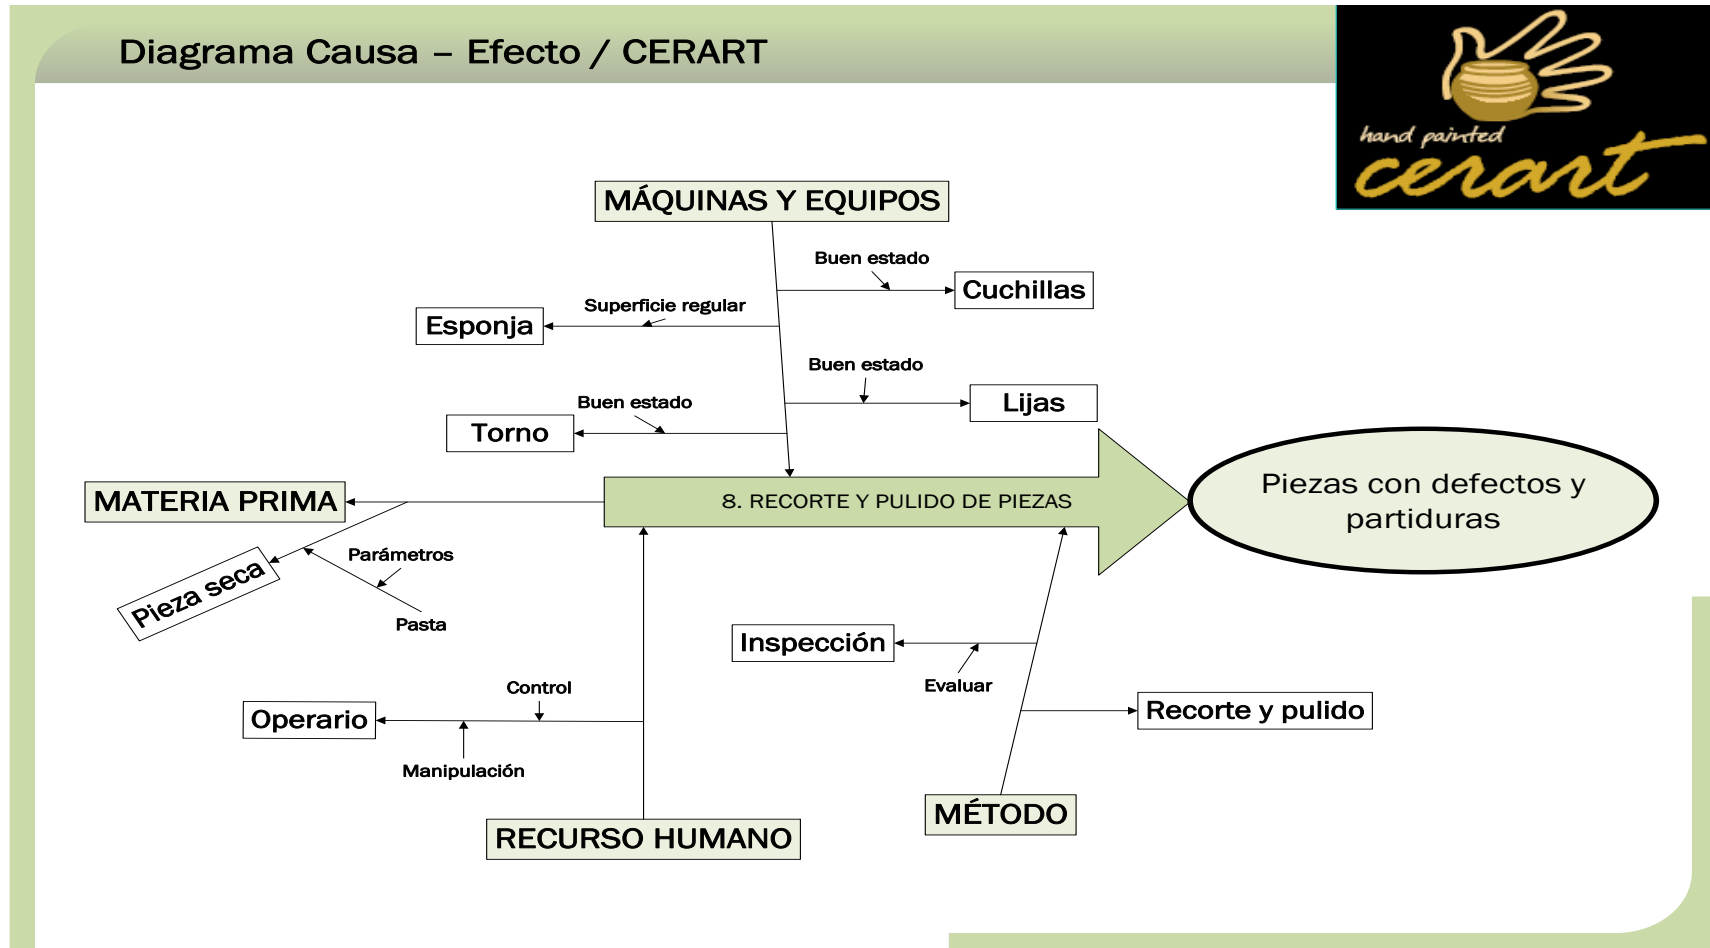 Diagrama Causa – Efecto / CERART
hand painted
cerart
MÁQUINAS Y EQUIPOS
Buen estado
Cuchillas
Superficie regular
Esponja
Buen estado
Lijas
Buen estado
Torno
MATERIA PRIMA
8. RECORTE Y PULIDO DE PIEZAS
Piezas con defectos y
partiduras
Parámetros
Pieza seca
Pasta
Inspección
Evaluar
Control
Operario
Recorte y pulido
Manipulación
MÉTODO
RECURSO HUMANO